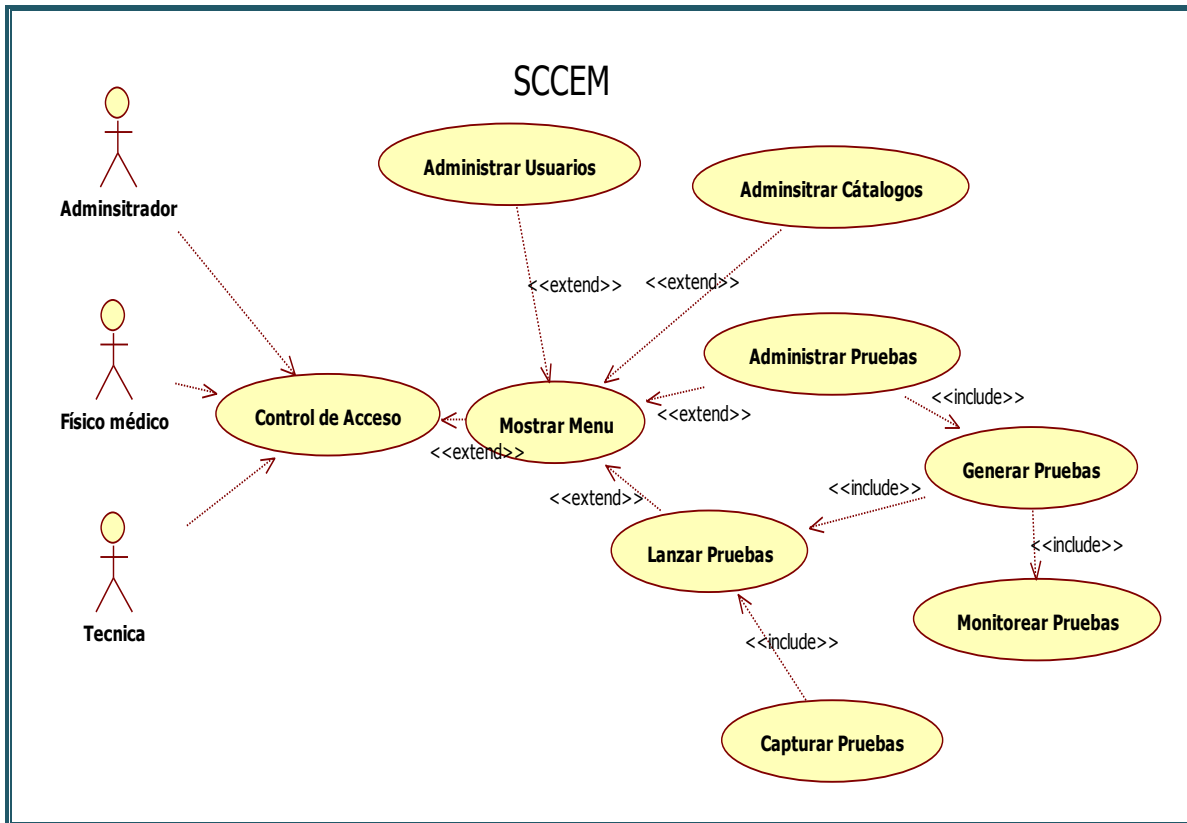 SCCEM
Administrar Usuarios
Adminsitrar Cátalogos
Adminsitrador
<<extend>>
<<extend>>
Administrar Pruebas
Físico médico
Control de Acceso
Mostrar Menu
<<extend>>
<<include>>
<<extend>>
Generar Pruebas
<<extend>>
<<include>>
Lanzar Pruebas
<<include>>
Tecnica
Monitorear Pruebas
<<include>>
Capturar Pruebas